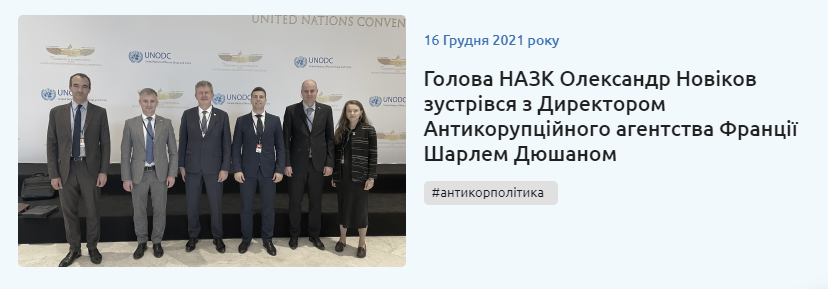 UNITED NATIONS CONVEN
UNODC
UNODC
UNODC
UNODC
16 Грудня 2021 року
Голова НАЗК Олександр Новіков
зустрівся з Директором
Антикорупційного агентства Франції
Шарлем Дюшаном
#антикорполітика